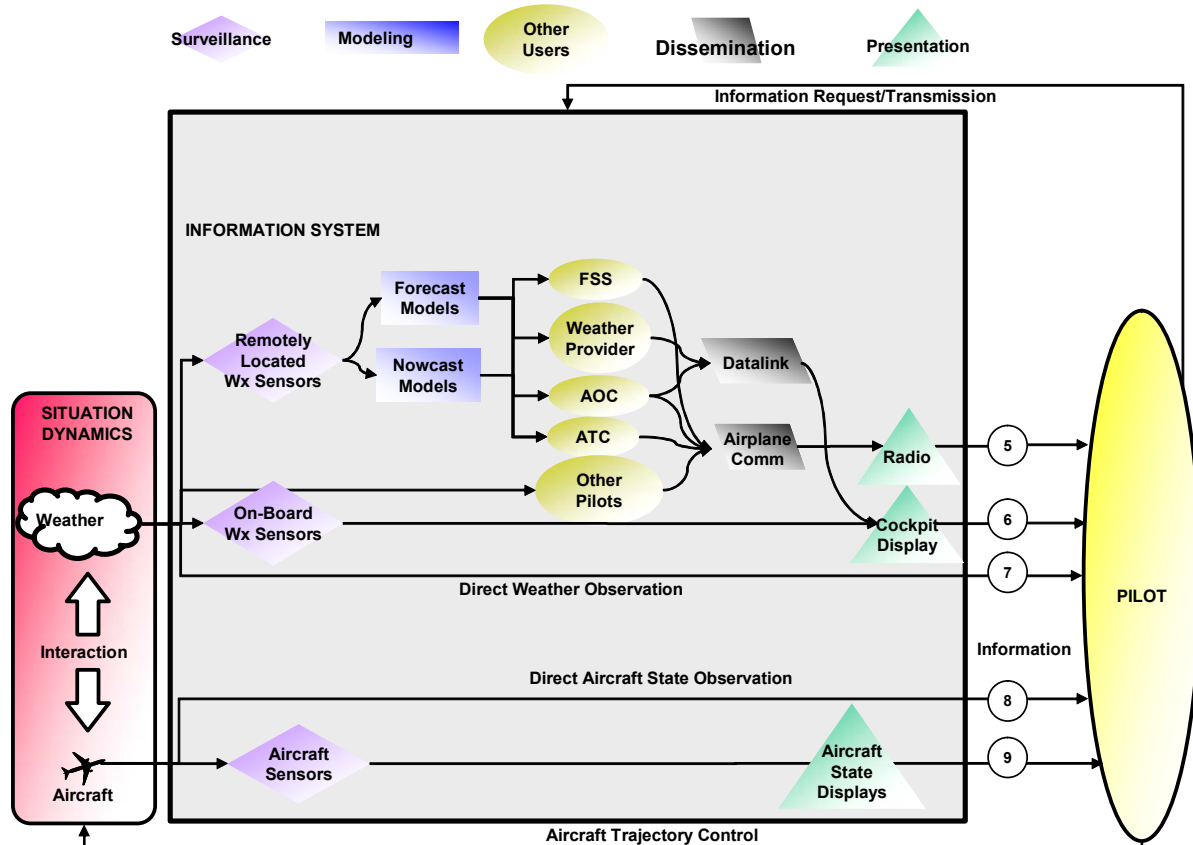 Surveillance
Modeling
Other
Users
Dissemination
Presentation
Information Request/Transmission
INFORMATION SYSTEM
FSS
Forecast
Models
Weather
Provider
Remotely
Located
Wx Sensors
Nowcast
Models
Datalink
AOC
SITUATION
DYNAMICS
ATC
Airplane
Comm
Radio
5
Other
Pilots
Weather
On-Board
Wx Sensors
Cockpit
Display
6
7
Direct Weather Observation
PILOT
Interaction
Information
Direct Aircraft State Observation
8
Aircraft
Sensors
Aircraft
State
Displays
9
Aircraft
Aircraft Trajectory Control